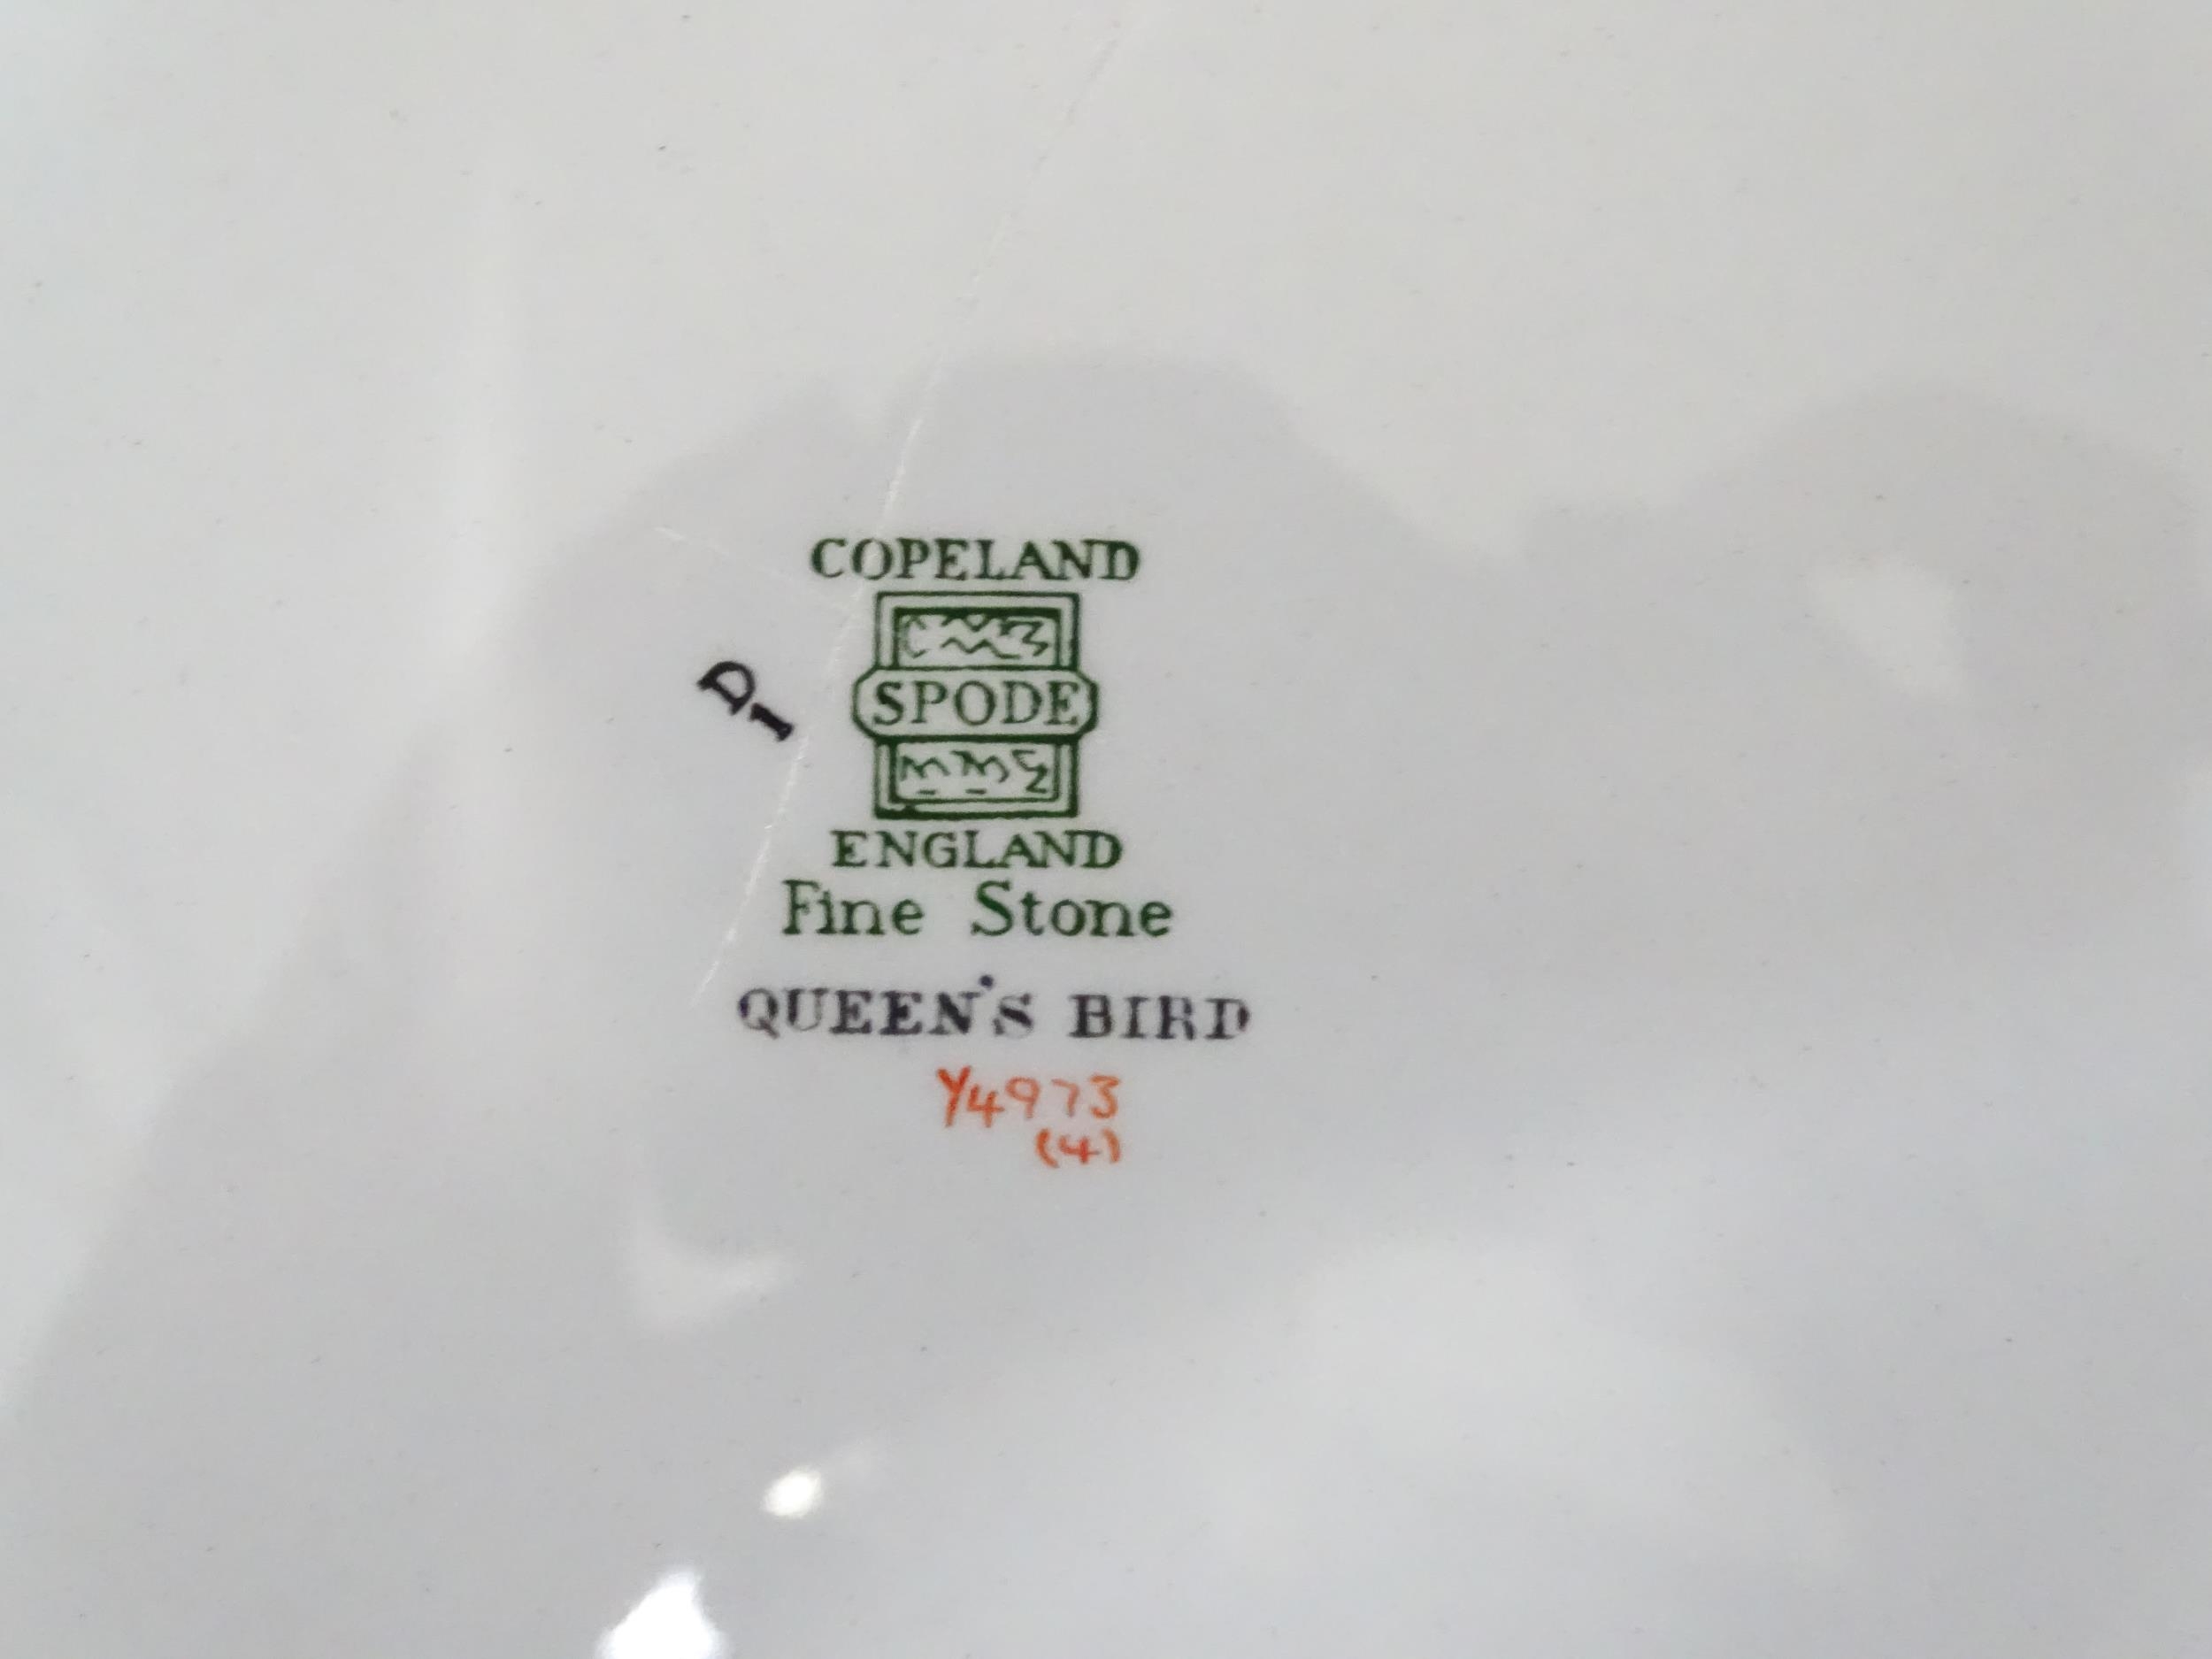 COPELAND
SPODE
ENGLAND
Fine Stone
D1
QUEEN'S BIRD
Y4973
(4)